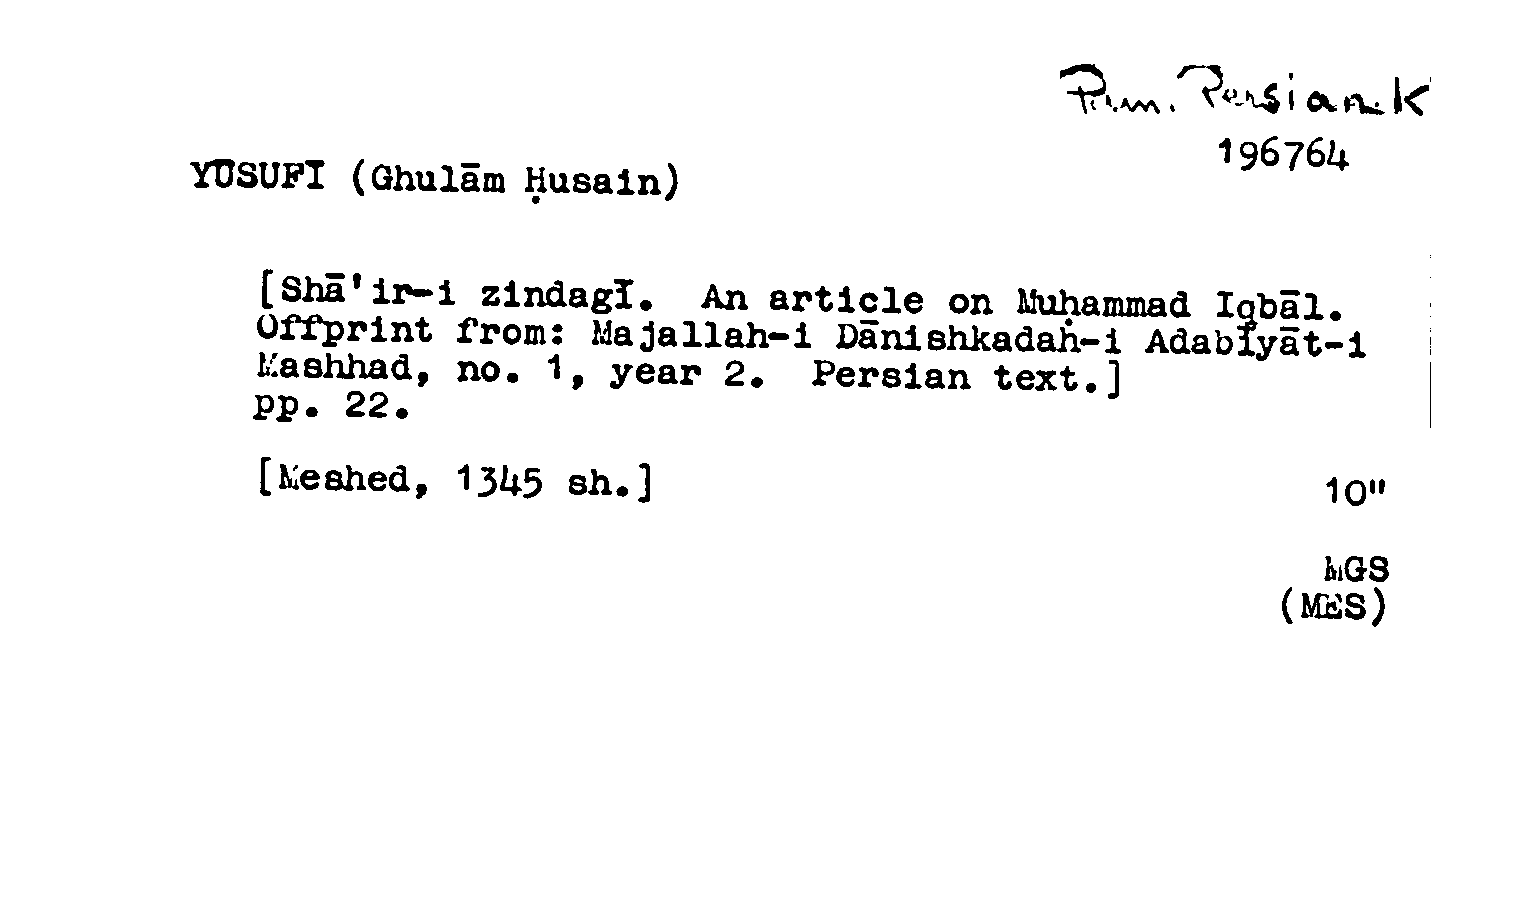 Pam. Persian. K
196764
YŪSUFĪ (Ghulām Ḥusain)
[Shā'ir-i zindagī. An article on Muḥammad Iqbāl.
Offprint from: Majallah-i Dānishkadah-i Adabīyāt-i
Mashhad, no. 1, year 2. Persian text.]
pp. 22.
[Meshed, 1345 sh.]
10"
MGS
(MES)